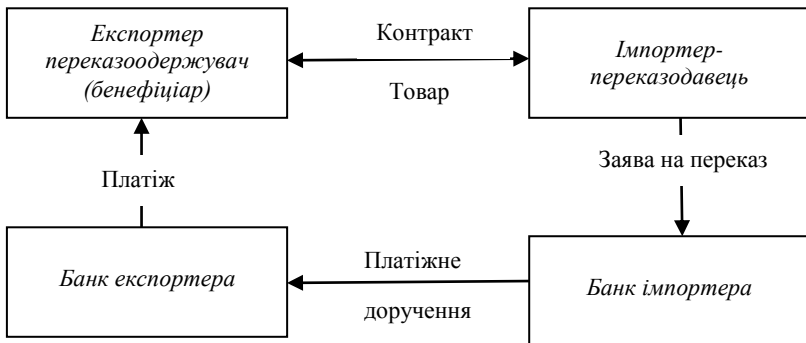 Експортер
переказоодержувач
(бенефіціар)
Контракт
Товар
Імпортер-
переказодавець
Платіж
Заява на переказ
Банк експортера
Платіжне
доручення
Банк імпортера